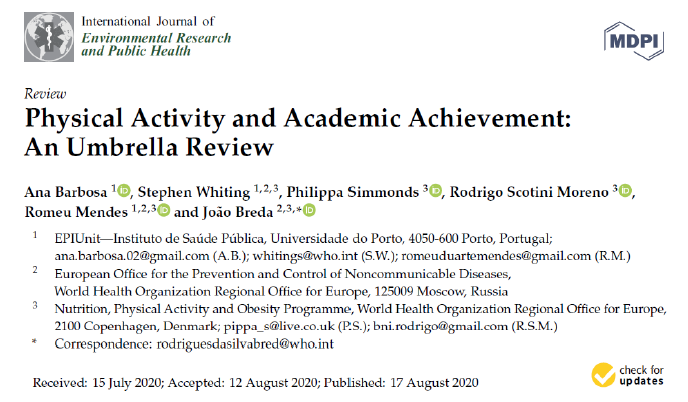 International Journal of
Environmental Research
and Public Health
MDPI
Review
Physical Activity and Academic Achievement:
An Umbrella Review
Ana Barbosa 1 iD, Stephen Whiting 1,2,3, Philippa Simmonds 3 iD, Rodrigo Scotini Moreno 3 iD,
Romeu Mendes 1,2,3 iD and João Breda 2,3,* iD
1 EPIUnit—Instituto de Saúde Pública, Universidade do Porto, 4050-600 Porto, Portugal;
ana.barbosa.02@gmail.com (A.B.); whitings@who.int (S.W.); romeuduartemendes@gmail.com (R.M.)
2 European Office for the Prevention and Control of Noncommunicable Diseases,
World Health Organization Regional Office for Europe, 125009 Moscow, Russia
3 Nutrition, Physical Activity and Obesity Programme, World Health Organization Regional Office for Europe,
2100 Copenhagen, Denmark; pippa_s@live.co.uk (P.S.); bni.rodrigo@gmail.com (R.S.M.)
* Correspondence: rodriguesdasilvabred@who.int
check for
updates
Received: 15 July 2020; Accepted: 12 August 2020; Published: 17 August 2020